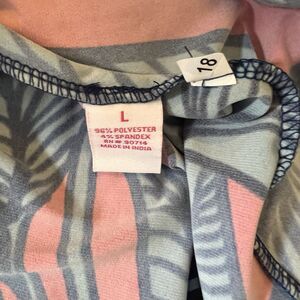 18
L
96% POLYESTER
4% SPANDEX
RN # 90714
MADE IN INDIA